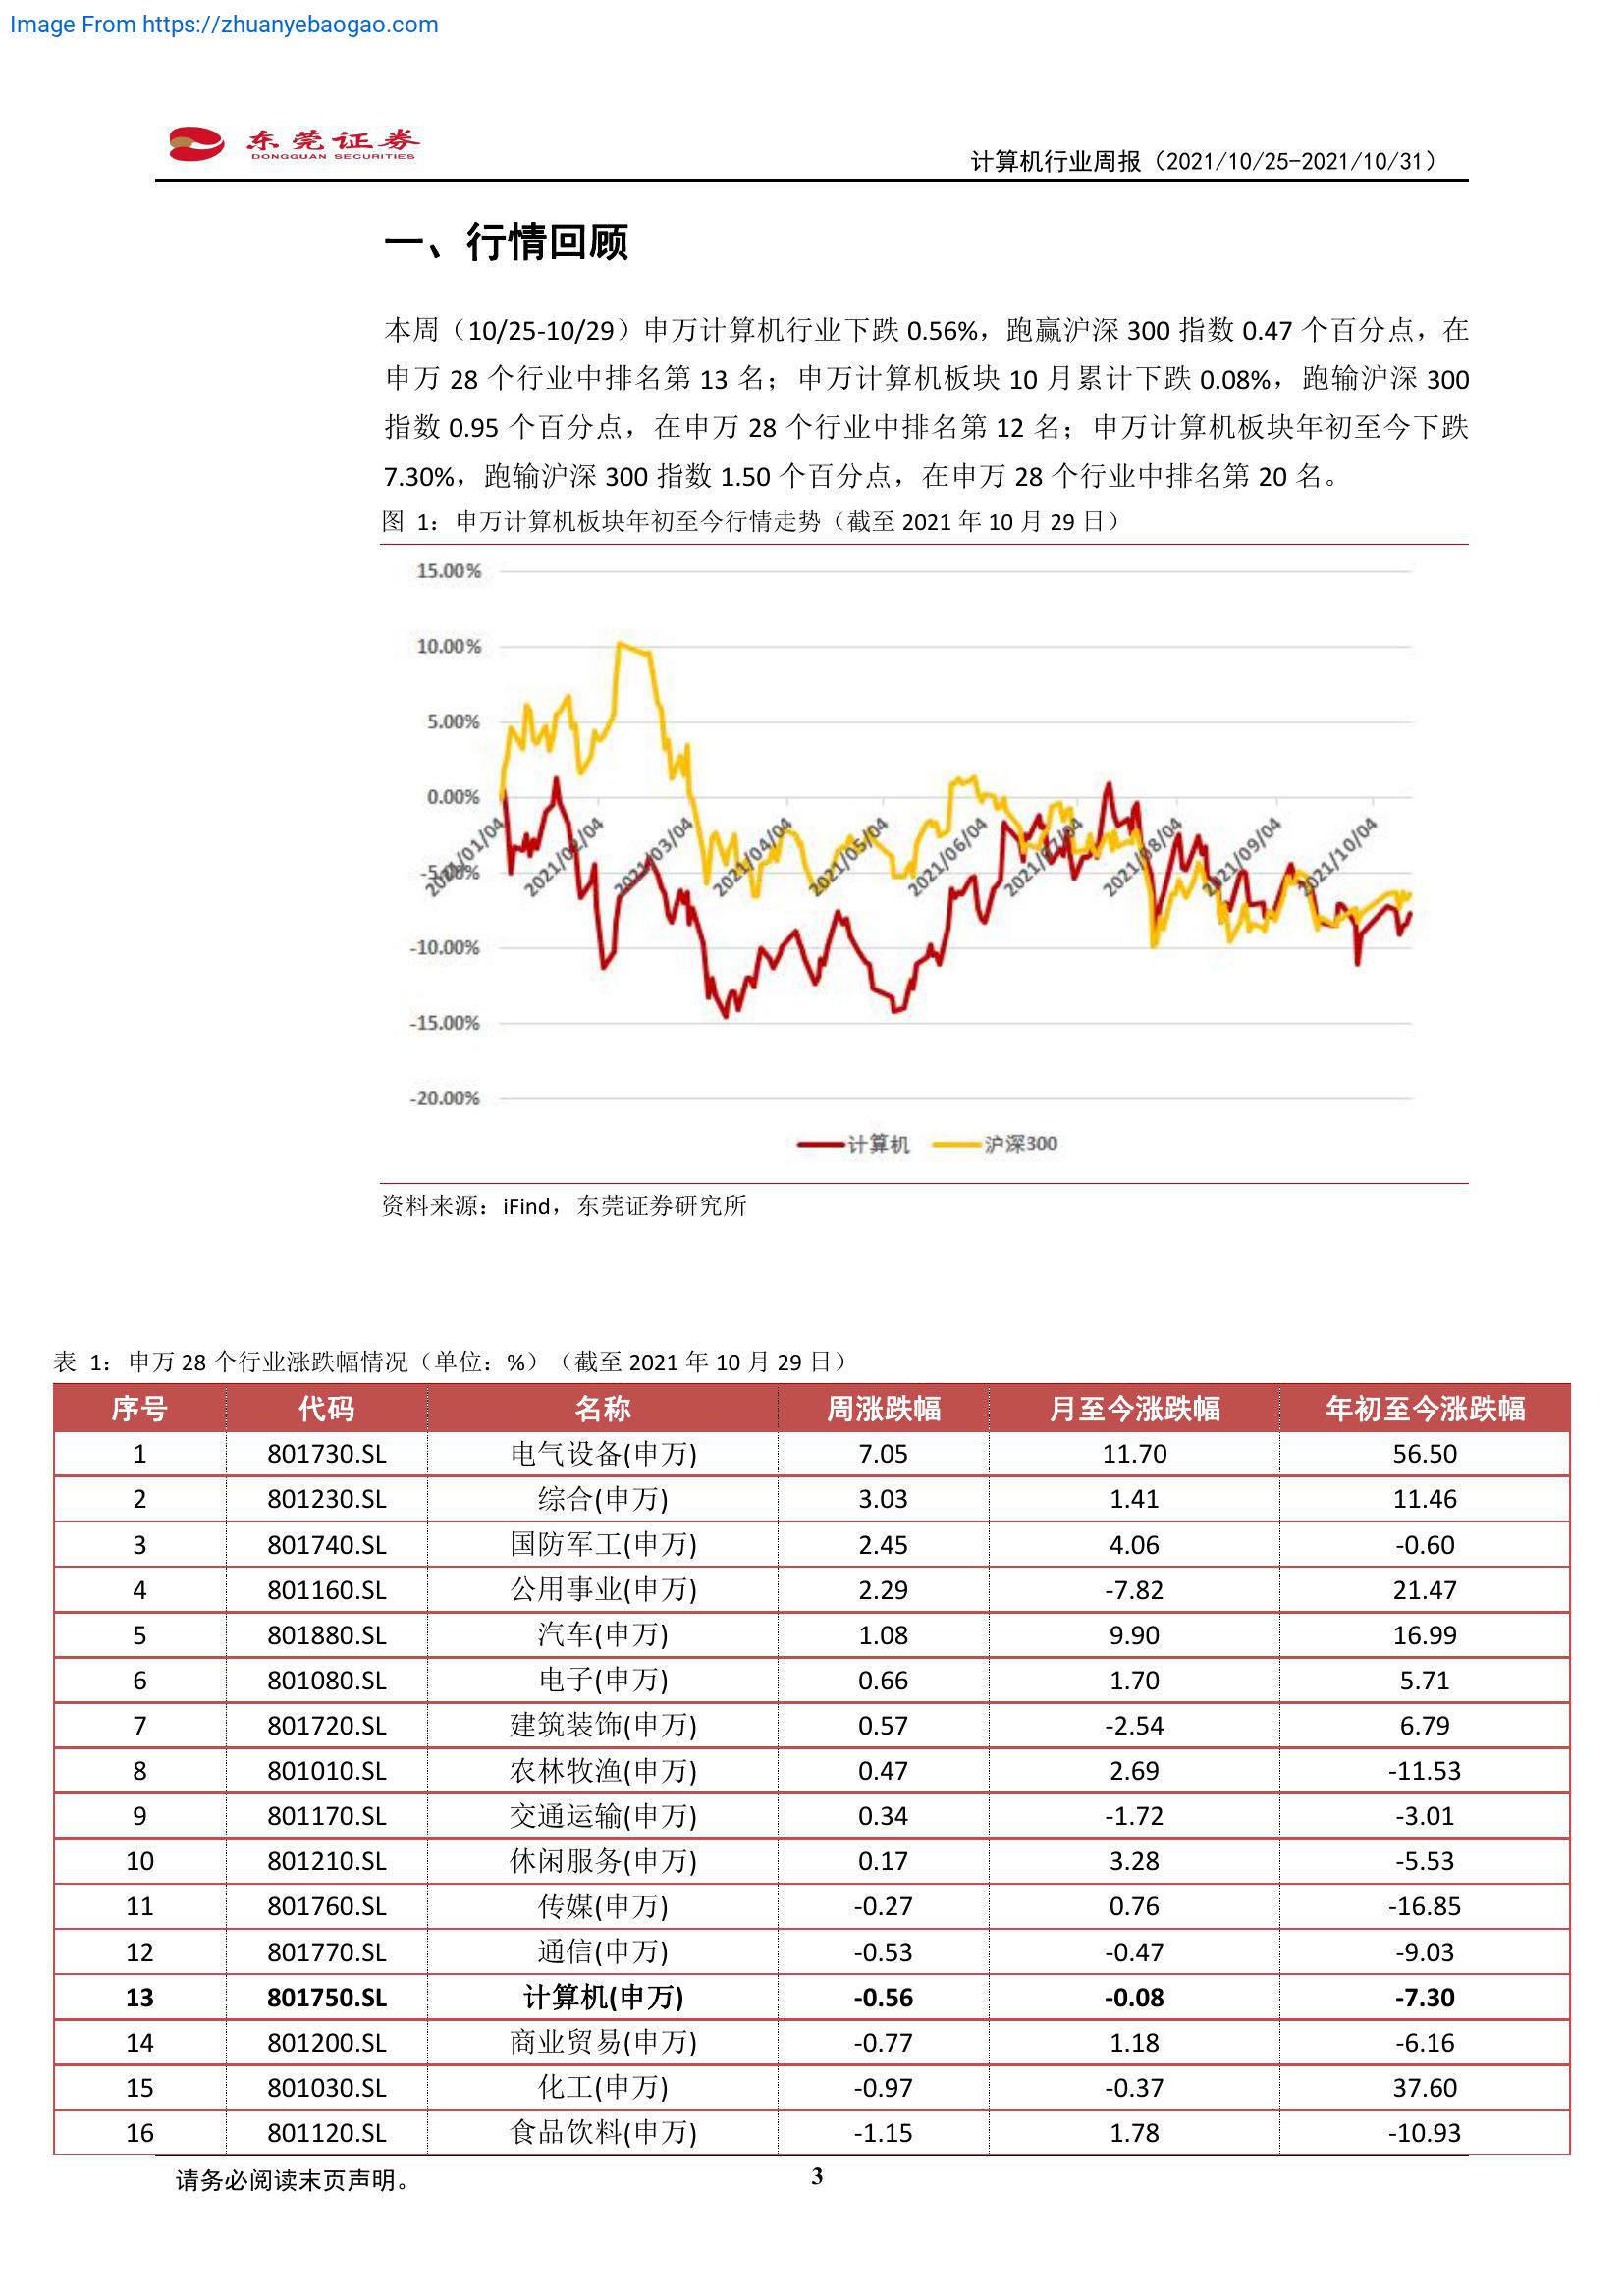 Image From https://zhuanyebaogao.com
东莞证券
DONGGUAN SECURITIES
计算机行业周报（2021/10/25-2021/10/31）
一、行情回顾
本周（10/25-10/29）申万计算机行业下跌 0.56%，跑赢沪深 300 指数 0.47 个百分点，在
申万 28 个行业中排名第 13 名；申万计算机板块 10 月累计下跌 0.08%，跑输沪深 300
指数 0.95 个百分点，在申万 28 个行业中排名第 12 名；申万计算机板块年初至今下跌
7.30%，跑输沪深 300 指数 1.50 个百分点，在申万 28 个行业中排名第 20 名。
图 1：申万计算机板块年初至今行情走势（截至 2021 年 10 月 29 日）
15.00%
10.00%
5.00%
0.00%
-5.00%
-10.00%
-15.00%
-20.00%
2021/01/04 2021/02/04 2021/03/04 2021/04/04 2021/05/04 2021/06/04 2021/07/04 2021/08/04 2021/09/04 2021/10/04
计算机 沪深300
资料来源：iFind，东莞证券研究所
表 1：申万 28 个行业涨跌幅情况（单位：%）（截至 2021 年 10 月 29 日）
序号 代码 名称 周涨跌幅 月至今涨跌幅 年初至今涨跌幅
1 801730.SL 电气设备(申万) 7.05 11.70 56.50
2 801230.SL 综合(申万) 3.03 1.41 11.46
3 801740.SL 国防军工(申万) 2.45 4.06 -0.60
4 801160.SL 公用事业(申万) 2.29 -7.82 21.47
5 801880.SL 汽车(申万) 1.08 9.90 16.99
6 801080.SL 电子(申万) 0.66 1.70 5.71
7 801720.SL 建筑装饰(申万) 0.57 -2.54 6.79
8 801010.SL 农林牧渔(申万) 0.47 2.69 -11.53
9 801170.SL 交通运输(申万) 0.34 -1.72 -3.01
10 801210.SL 休闲服务(申万) 0.17 3.28 -5.53
11 801760.SL 传媒(申万) -0.27 0.76 -16.85
12 801770.SL 通信(申万) -0.53 -0.47 -9.03
13 801750.SL 计算机(申万) -0.56 -0.08 -7.30
14 801200.SL 商业贸易(申万) -0.77 1.18 -6.16
15 801030.SL 化工(申万) -0.97 -0.37 37.60
16 801120.SL 食品饮料(申万) -1.15 1.78 -10.93
请务必阅读末页声明。
3